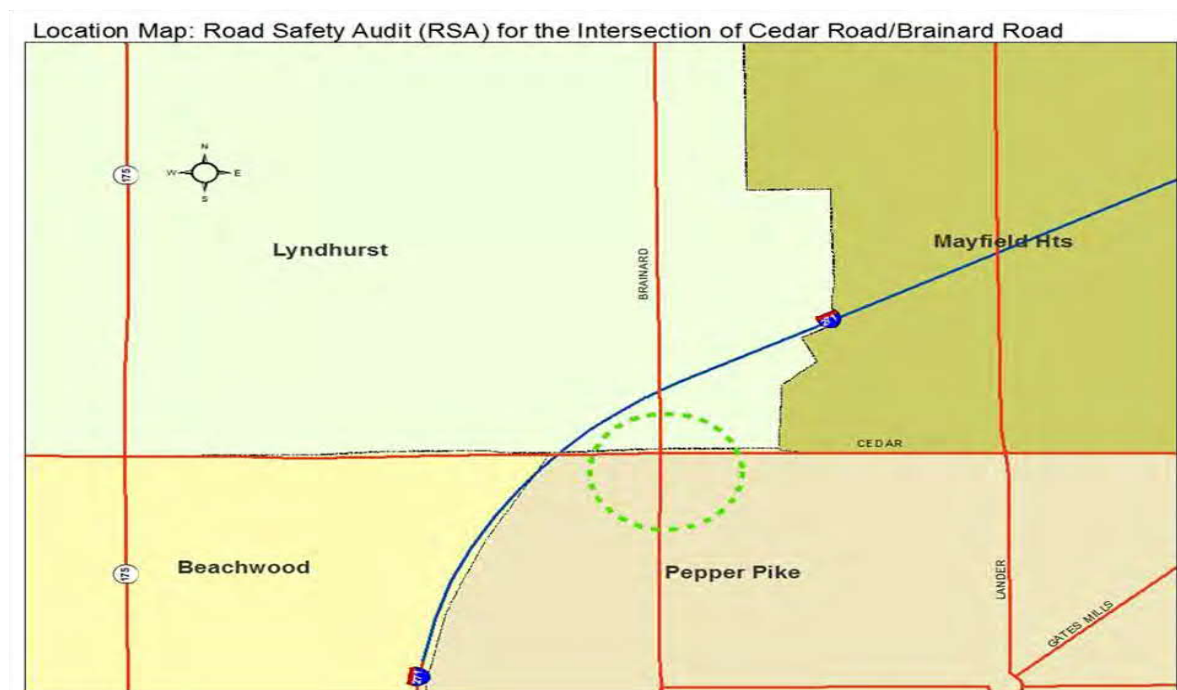 Location Map: Road Safety Audit (RSA) for the Intersection of Cedar Road/Brainard Road
N
175
W E
S
Lyndhurst
Mayfield Hts
BRAINARD
CEDAR
Beachwood
Pepper Pike
175
LANDER
GATES MILLS
271